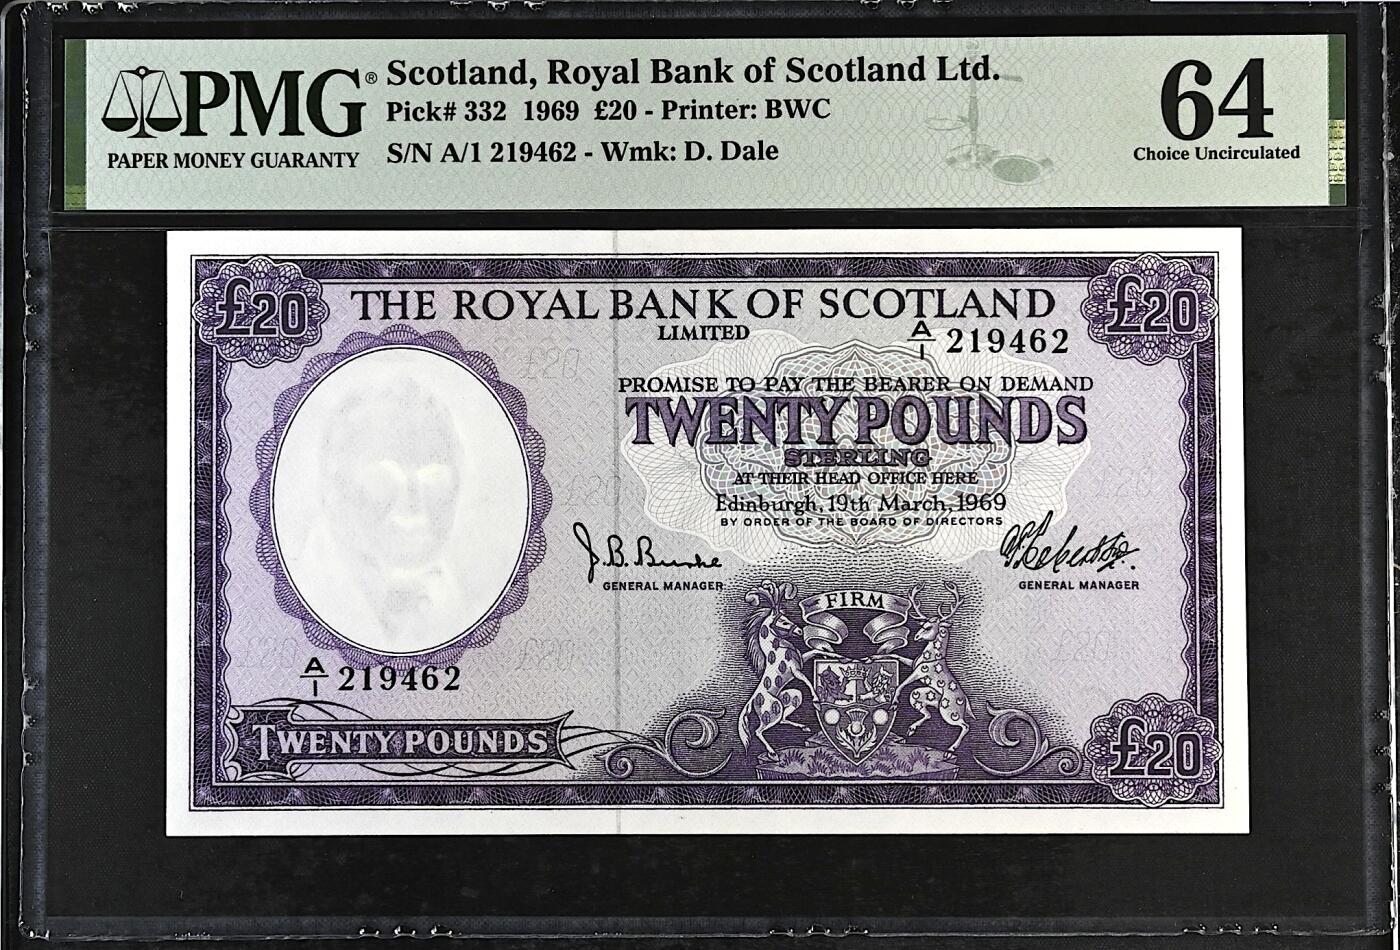 PMG®
PAPER MONEY GUARANTY
Scotland, Royal Bank of Scotland Ltd.
Pick# 332 1969 £20 - Printer: BWC
S/N A/1 219462 - Wmk: D. Dale
64
Choice Uncirculated
£20
THE ROYAL BANK OF SCOTLAND
£20
LIMITED
A/1 219462
PROMISE TO PAY THE BEARER ON DEMAND
TWENTY POUNDS
STERLING
AT THEIR HEAD OFFICE HERE
Edinburgh, 19th March, 1969
BY ORDER OF THE BOARD OF DIRECTORS
J.B. Burke
GENERAL MANAGER
GENERAL MANAGER
FIRM
A/1 219462
TWENTY POUNDS
£20